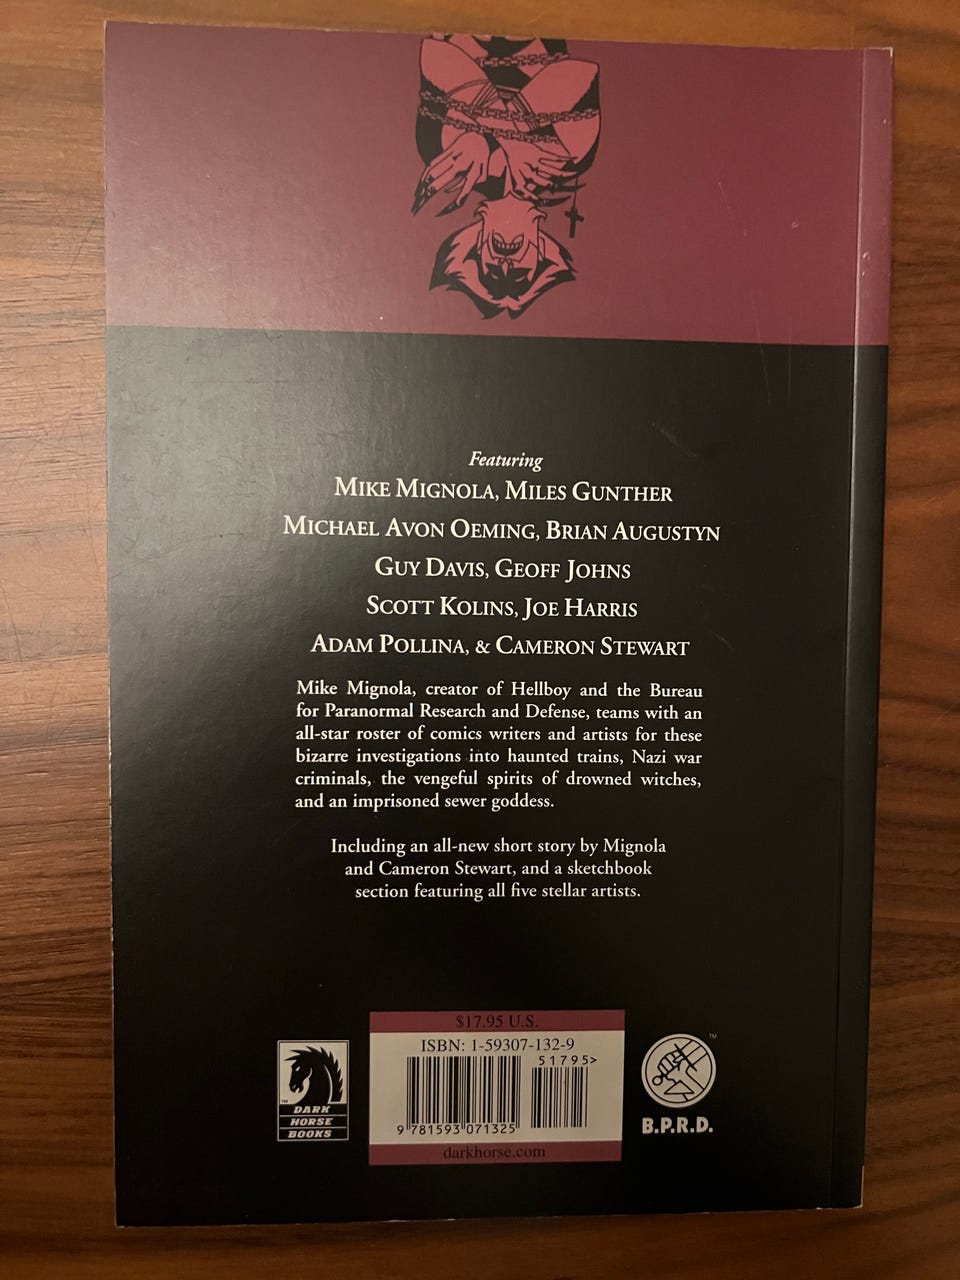 Featuring
MIKE MIGNOLA, MILES GUNTHER
MICHAEL AVON OEMING, BRIAN AUGUSTYN
GUY DAVIS, GEOFF JOHNS
SCOTT KOLINS, JOE HARRIS
ADAM POLLINA, & CAMERON STEWART
Mike Mignola, creator of Hellboy and the Bureau
for Paranormal Research and Defense, teams with an
all-star roster of comics writers and artists for these
bizarre investigations into haunted trains, Nazi war
criminals, the vengeful spirits of drowned witches,
and an imprisoned sewer goddess.
Including an all-new short story by Mignola
and Cameron Stewart, and a sketchbook
section featuring all five stellar artists.
$17.95 U.S.
ISBN: 1-59307-132-9
51795>
9 781593 071325
darkhorse.com
TM
DARK
HORSE
BOOKS
TM
B.P.R.D.